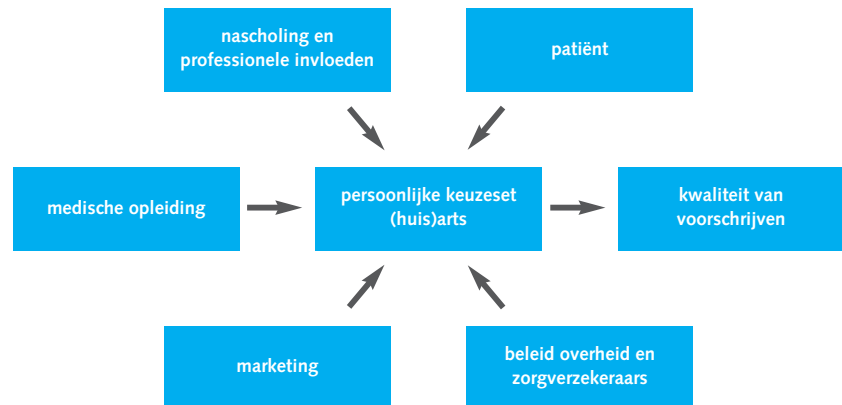 nascholing en
professionele invloeden
patiënt
medische opleiding
persoonlijke keuzeset
(huis)arts
kwaliteit van
voorschrijven
marketing
beleid overheid en
zorgverzekeraars